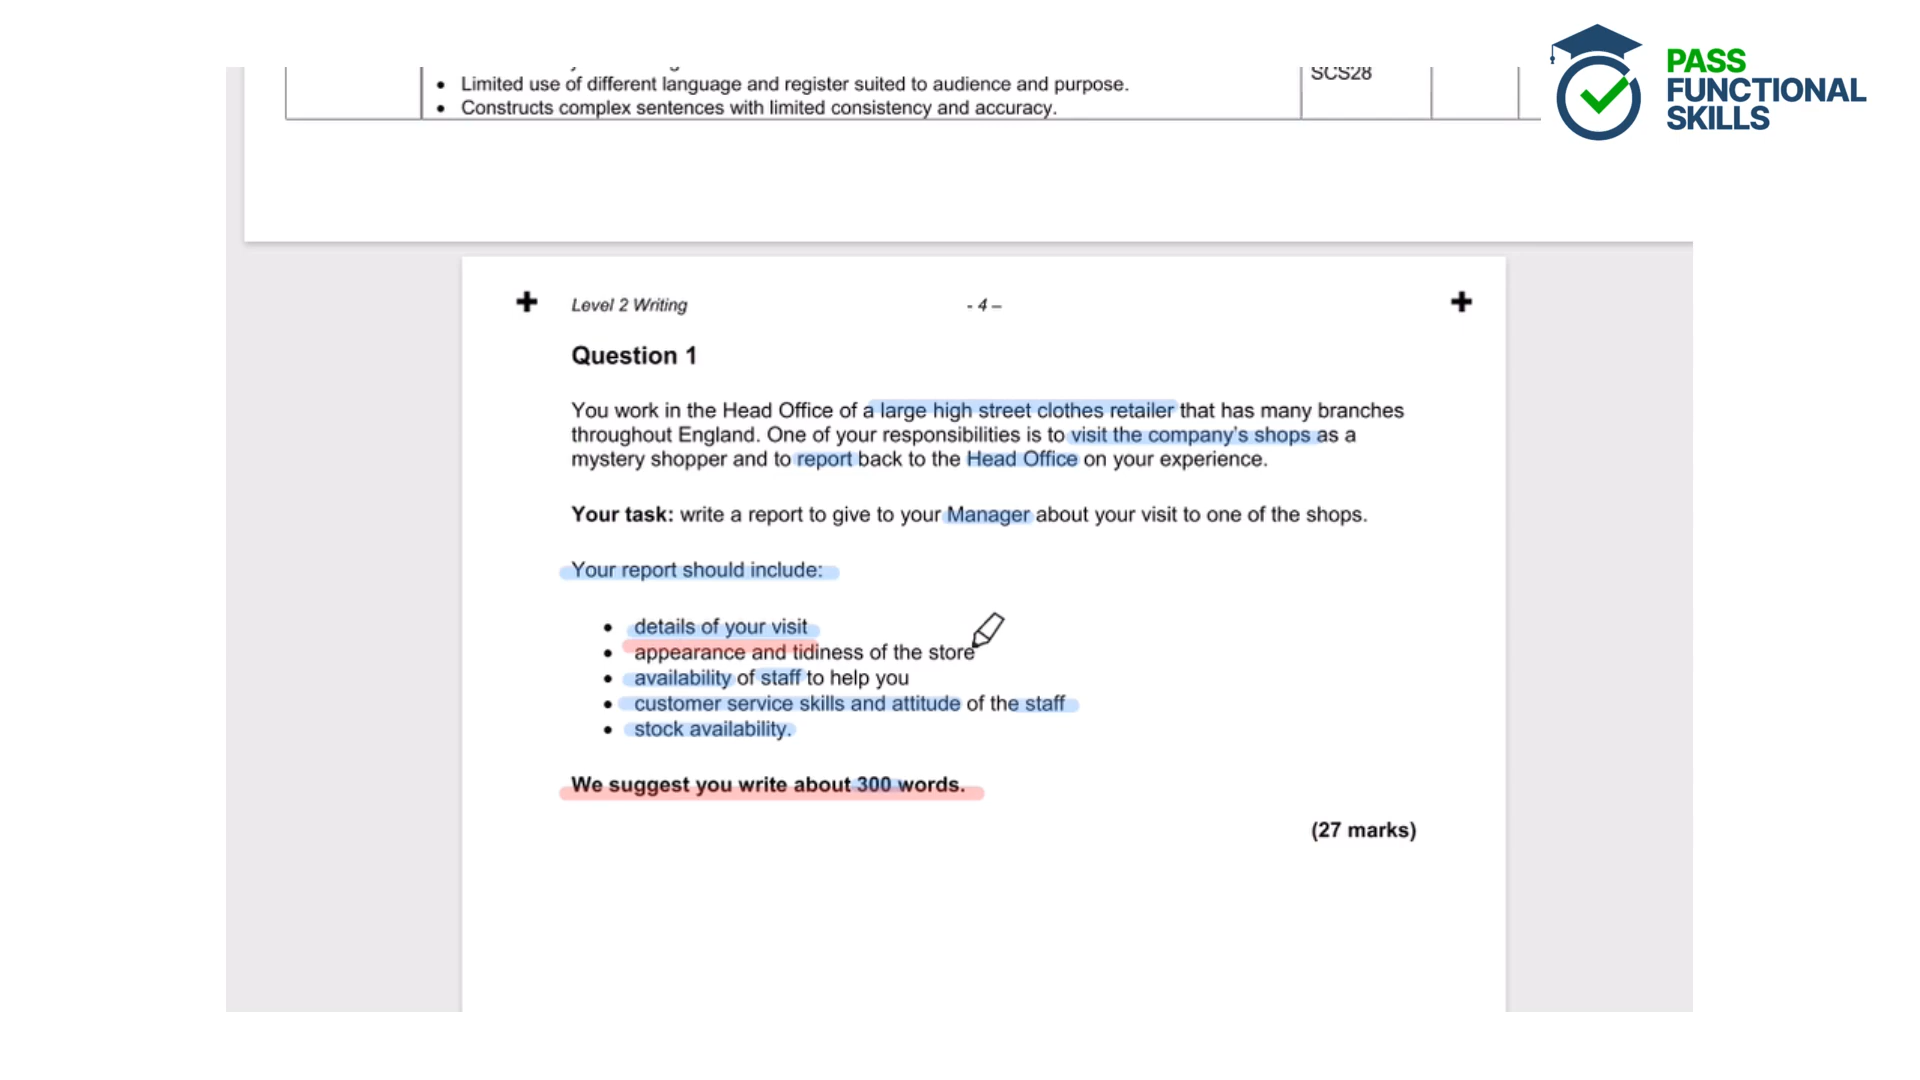 PASS
FUNCTIONAL
SKILLS
• Limited use of different language and register suited to audience and purpose.
SCS28
• Constructs complex sentences with limited consistency and accuracy.
Level 2 Writing
- 4 –
Question 1
You work in the Head Office of a large high street clothes retailer that has many branches
throughout England. One of your responsibilities is to visit the company's shops as a
mystery shopper and to report back to the Head Office on your experience.
Your task: write a report to give to your Manager about your visit to one of the shops.
Your report should include:
• details of your visit
• appearance and tidiness of the store
• availability of staff to help you
• customer service skills and attitude of the staff
• stock availability.
We suggest you write about 300 words.
(27 marks)